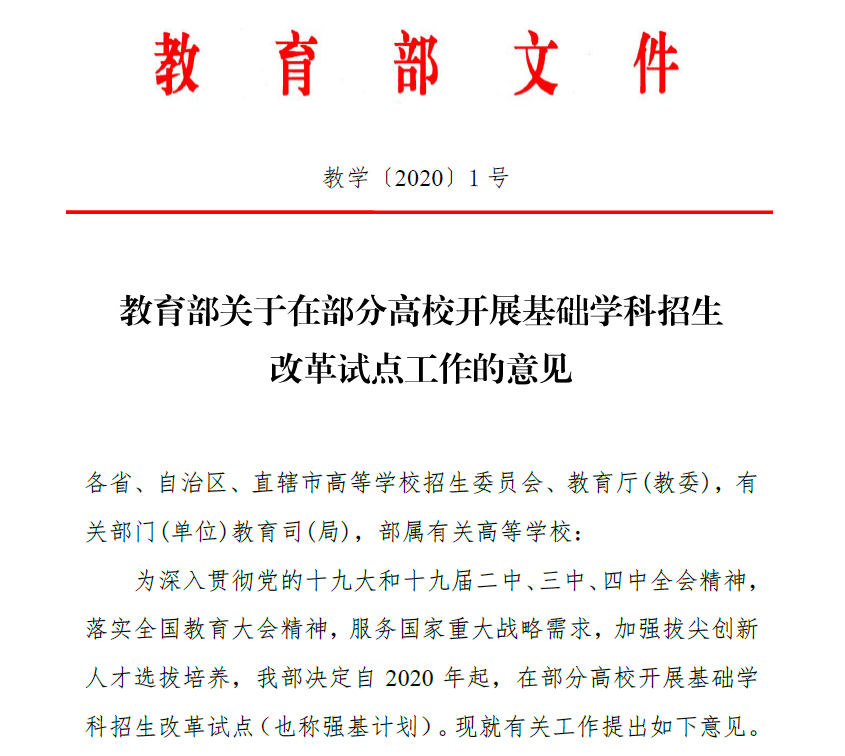 教育部文件
教学〔2020〕1 号
教育部关于在部分高校开展基础学科招生
改革试点工作的意见
各省、自治区、直辖市高等学校招生委员会、教育厅(教委)，有
关部门(单位)教育司(局)，部属有关高等学校：
为深入贯彻党的十九大和十九届二中、三中、四中全会精神，
落实全国教育大会精神，服务国家重大战略需求，加强拔尖创新
人才选拔培养，我部决定自 2020 年起，在部分高校开展基础学
科招生改革试点（也称强基计划）。现就有关工作提出如下意见。